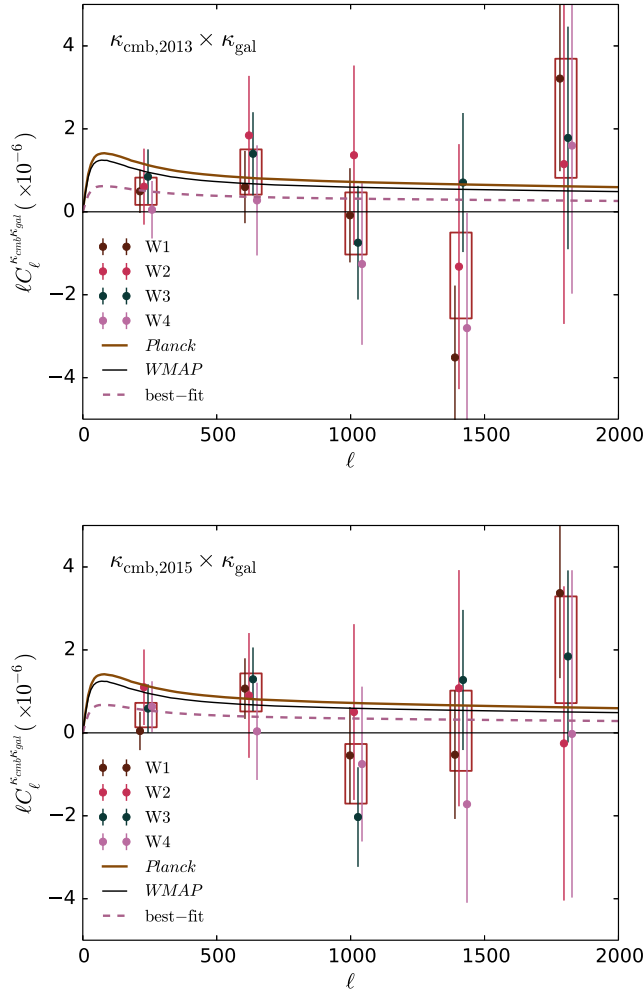 κcmb,2013 × κgal
ℓCℓ^κcmbκgal ( ×10⁻⁶)
4
2
0
−2
−4
W1
W2
W3
W4
Planck
WMAP
best−fit
0 500 1000 1500 2000
ℓ
κcmb,2015 × κgal
ℓCℓ^κcmbκgal ( ×10⁻⁶)
4
2
0
−2
−4
W1
W2
W3
W4
Planck
WMAP
best−fit
0 500 1000 1500 2000
ℓ